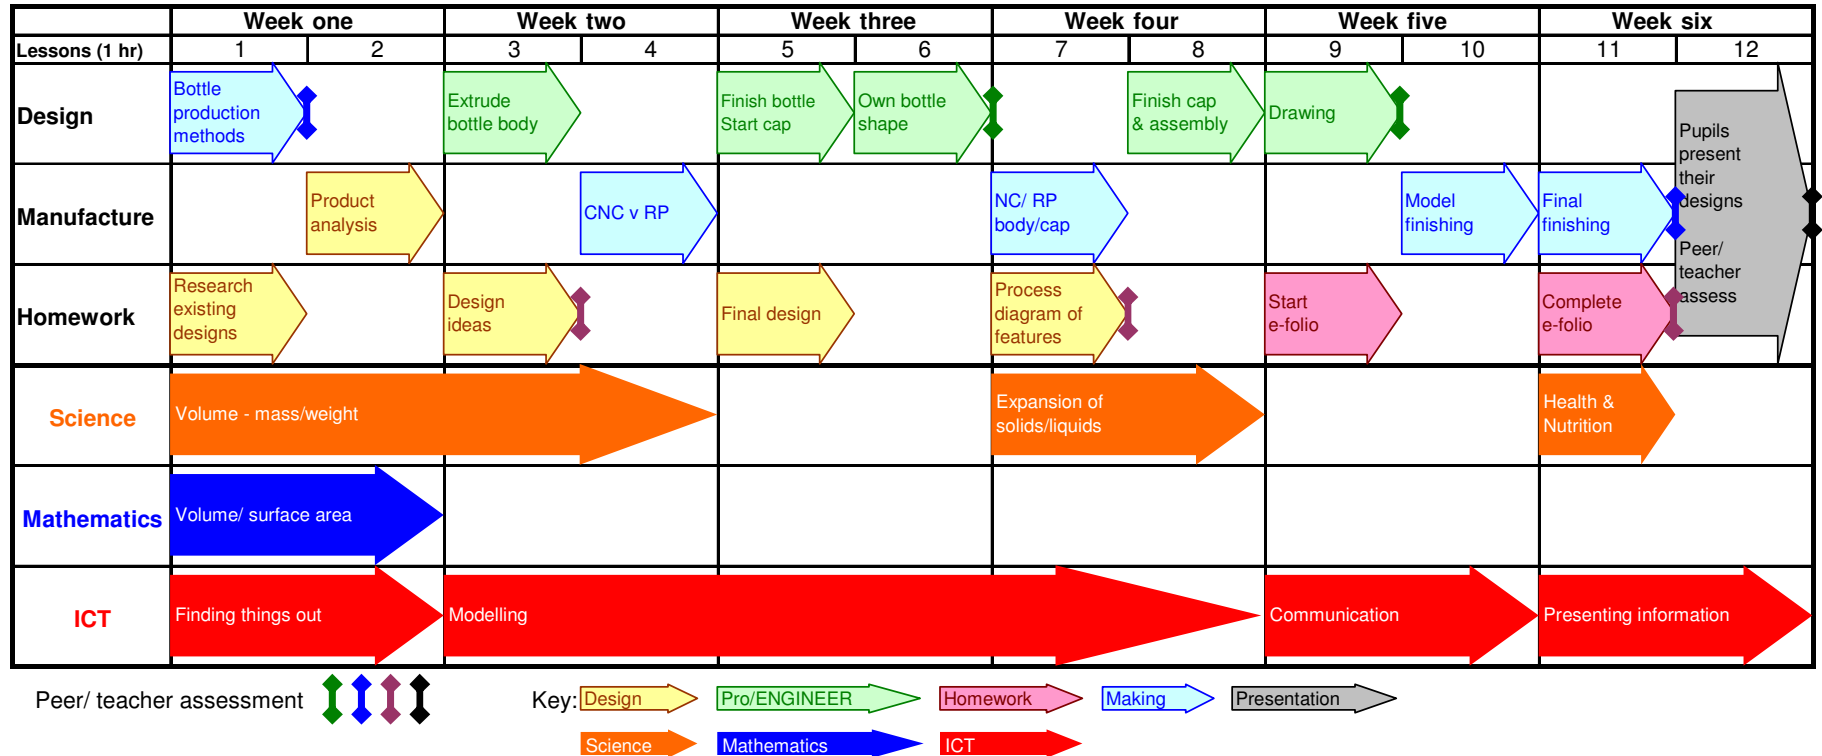 Week one Week two Week three Week four Week five Week six
Lessons (1 hr) 1 2 3 4 5 6 7 8 9 10 11 12
Design
Bottle
production
methods
Extrude
bottle body
Finish bottle
Start cap
Own bottle
shape
Finish cap
& assembly
Drawing
Pupils
present
their
designs
Peer/
teacher
assess
Manufacture
Product
analysis
CNC v RP
NC/ RP
body/cap
Model
finishing
Final
finishing
Homework
Research
existing
designs
Design
ideas
Final design
Process
diagram of
features
Start
e-folio
Complete
e-folio
Science
Volume - mass/weight
Expansion of
solids/liquids
Health &
Nutrition
Mathematics
Volume/ surface area
ICT
Finding things out
Modelling
Communication
Presenting information
Peer/ teacher assessment
Key: Design Pro/ENGINEER Homework Making Presentation
Science Mathematics ICT